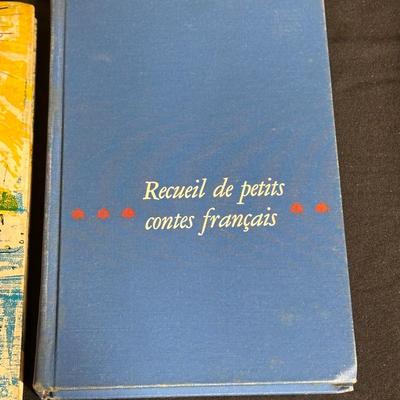 Recueil de petits
contes français